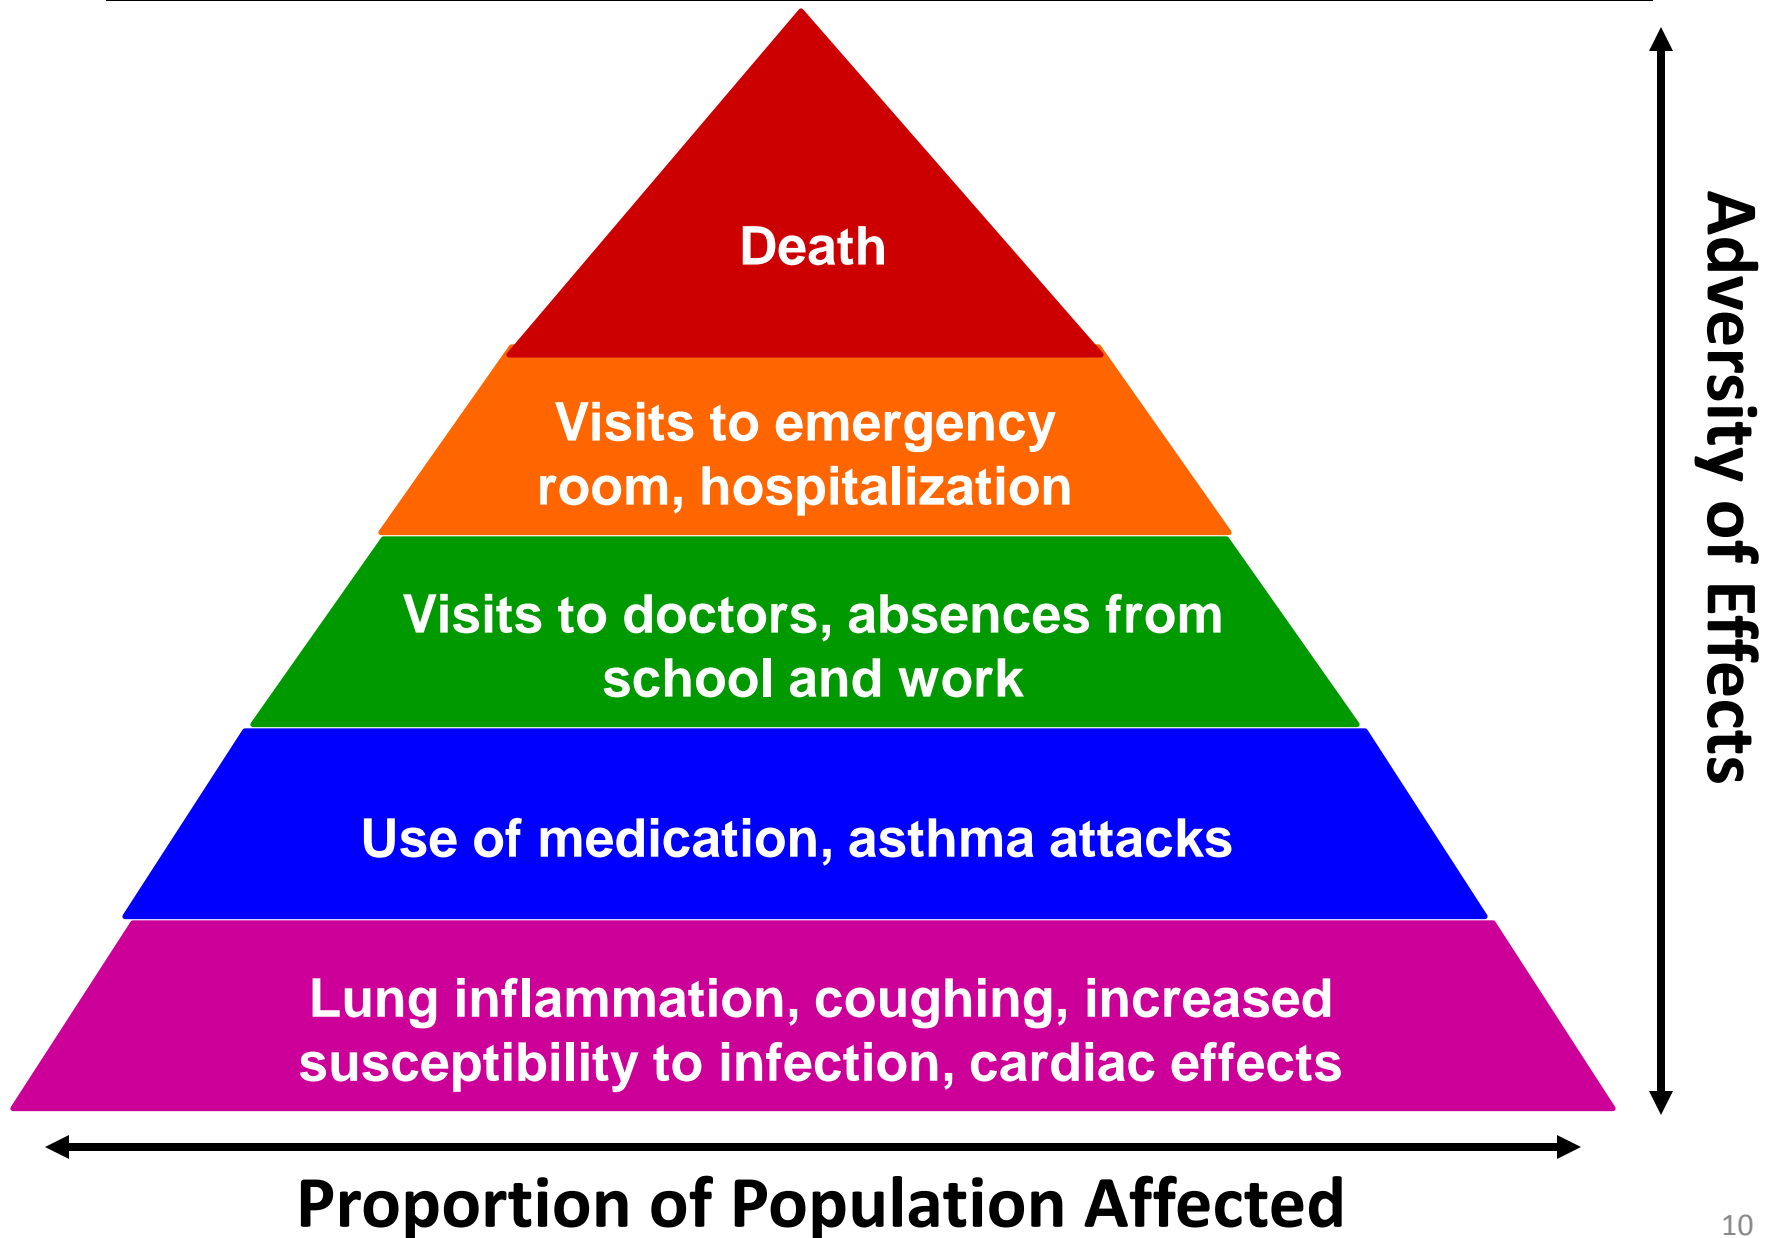 Death
Visits to emergency
room, hospitalization
Visits to doctors, absences from
school and work
Use of medication, asthma attacks
Lung inflammation, coughing, increased
susceptibility to infection, cardiac effects
Adversity of Effects
Proportion of Population Affected
10